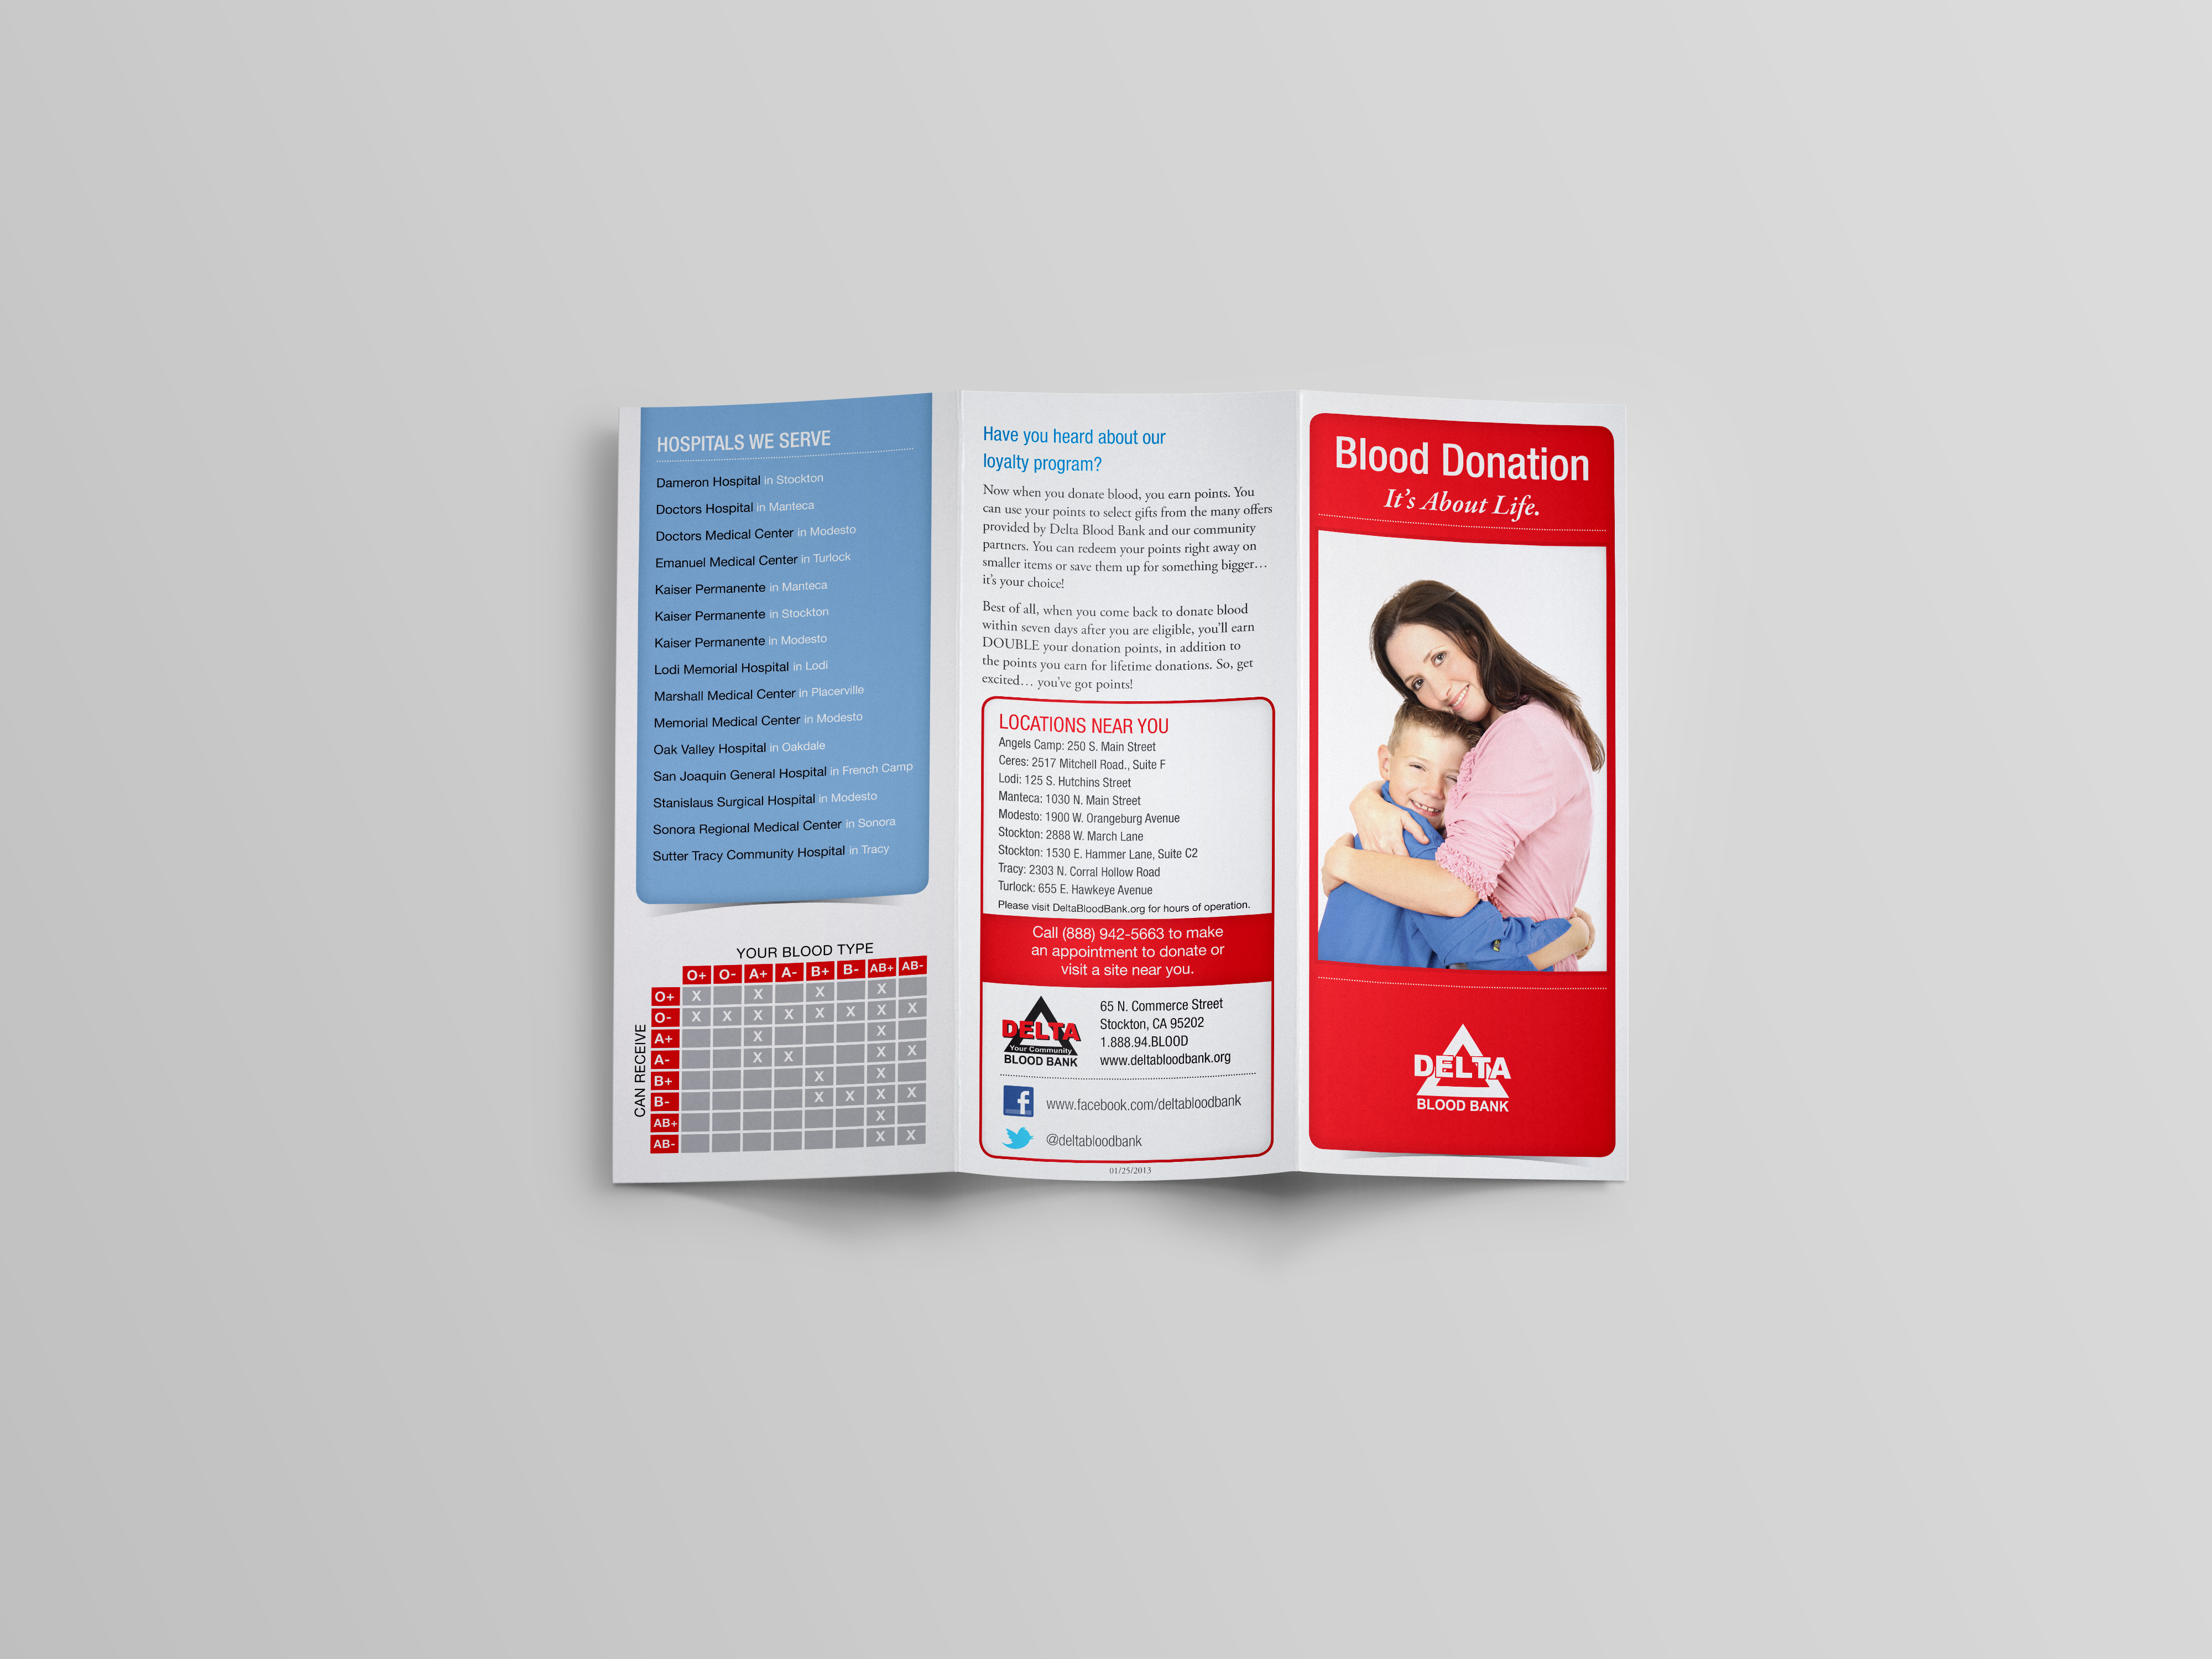 HOSPITALS WE SERVE
Dameron Hospital in Stockton
Doctors Hospital in Manteca
Doctors Medical Center in Modesto
Emanuel Medical Center in Turlock
Kaiser Permanente in Manteca
Kaiser Permanente in Stockton
Kaiser Permanente in Modesto
Lodi Memorial Hospital in Lodi
Marshall Medical Center in Placerville
Memorial Medical Center in Modesto
Oak Valley Hospital in Oakdale
San Joaquin General Hospital in French Camp
Stanislaus Surgical Hospital in Modesto
Sonora Regional Medical Center in Sonora
Sutter Tracy Community Hospital in Tracy
YOUR BLOOD TYPE
O+ O- A+ A- B+ B- AB+ AB-
CAN RECEIVE
O+ X X X X
O- X X X X X X X X
A+ X X
A- X X X X
B+ X X
B- X X X X
AB+ X
AB- X X
Have you heard about our
loyalty program?
Now when you donate blood, you earn points. You
can use your points to select gifts from the many offers
provided by Delta Blood Bank and our community
partners. You can redeem your points right away on
smaller items or save them up for something bigger…
it's your choice!
Best of all, when you come back to donate blood
within seven days after you are eligible, you'll earn
DOUBLE your donation points, in addition to
the points you earn for lifetime donations. So, get
excited… you've got points!
LOCATIONS NEAR YOU
Angels Camp: 250 S. Main Street
Ceres: 2517 Mitchell Road., Suite F
Lodi: 125 S. Hutchins Street
Manteca: 1030 N. Main Street
Modesto: 1900 W. Orangeburg Avenue
Stockton: 2888 W. March Lane
Stockton: 1530 E. Hammer Lane, Suite C2
Tracy: 2303 N. Corral Hollow Road
Turlock: 655 E. Hawkeye Avenue
Please visit DeltaBloodBank.org for hours of operation.
Call (888) 942-5663 to make
an appointment to donate or
visit a site near you.
DELTA
Your Community
BLOOD BANK
65 N. Commerce Street
Stockton, CA 95202
1.888.94.BLOOD
www.deltabloodbank.org
f
www.facebook.com/deltabloodbank
@deltabloodbank
01/25/2013
Blood Donation
It's About Life.
DELTA
BLOOD BANK